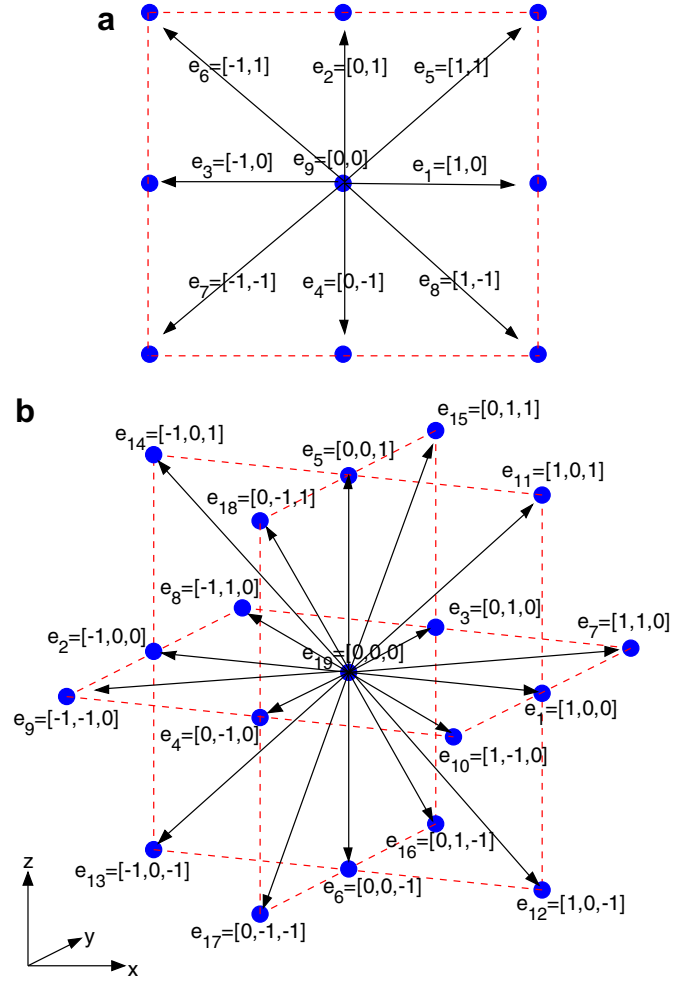 a
e6=[-1,1]
e2=[0,1]
e5=[1,1]
e3=[-1,0]
e9=[0,0]
e1=[1,0]
e7=[-1,-1]
e4=[0,-1]
e8=[1,-1]
b
e15=[0,1,1]
e14=[-1,0,1]
e5=[0,0,1]
e11=[1,0,1]
e18=[0,-1,1]
e8=[-1,1,0]
e3=[0,1,0]
e7=[1,1,0]
e2=[-1,0,0]
e19=[0,0,0]
e9=[-1,-1,0]
e4=[0,-1,0]
e1=[1,0,0]
e10=[1,-1,0]
e16=[0,1,-1]
e13=[-1,0,-1]
e6=[0,0,-1]
e12=[1,0,-1]
e17=[0,-1,-1]
z
y
x